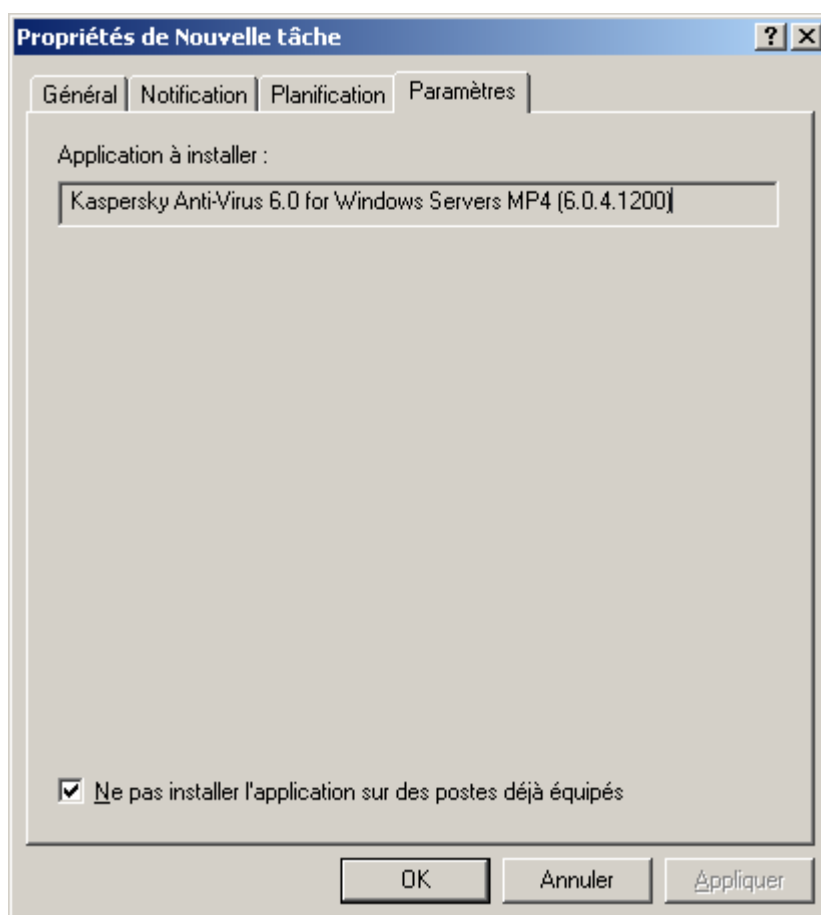 Propriétés de Nouvelle tâche
Général Notification Planification Paramètres
Application à installer :
Kaspersky Anti-Virus 6.0 for Windows Servers MP4 (6.0.4.1200)
Ne pas installer l'application sur des postes déjà équipés
OK Annuler Appliquer